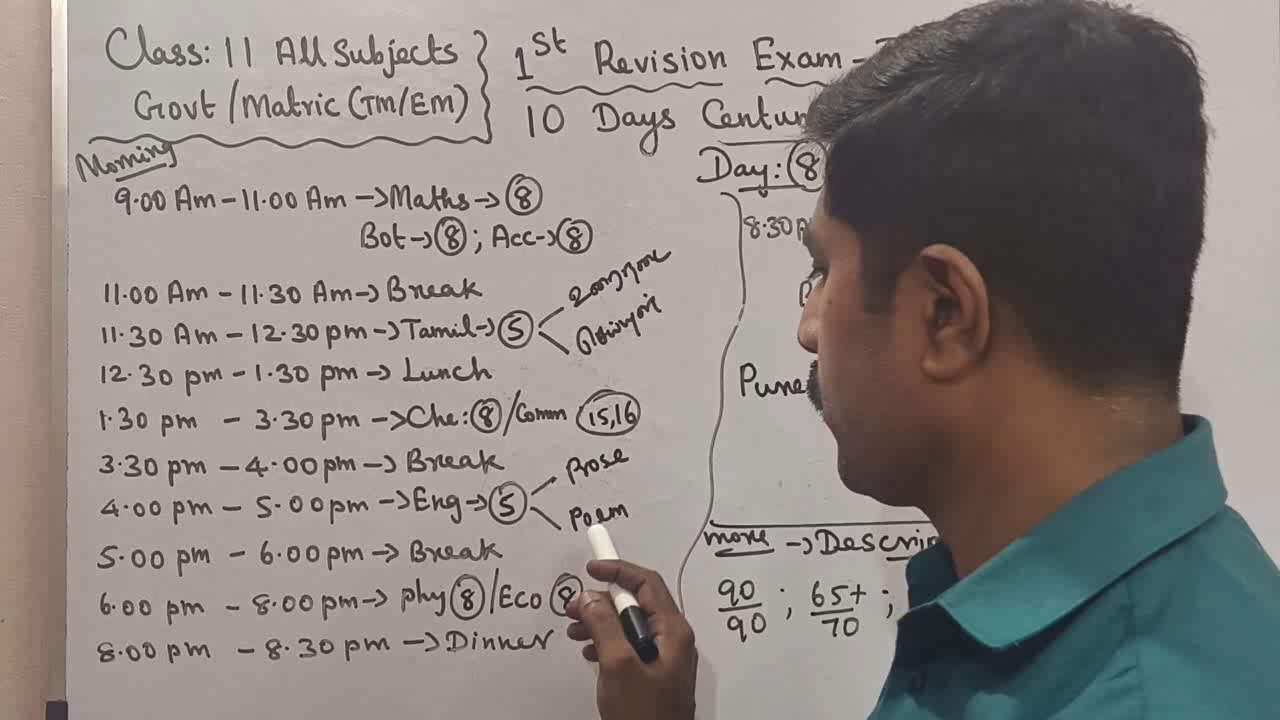 Class: 11 All Subjects
Govt / Matric (TM/EM)
1st Revision Exam -
10 Days Centu
Day: 8
Morning
9.00 Am - 11.00 Am → Maths → 8
Bot → 8 ; Acc → 8
11.00 Am - 11.30 Am → Break
11.30 Am - 12.30 pm → Tamil → 5
உரைநடை
செய்யுள்
12.30 pm - 1.30 pm → Lunch
1.30 pm - 3.30 pm → Che: 8 / Comm 15,16
3.30 pm - 4.00 pm → Break
4.00 pm - 5.00 pm → Eng → 5
Prose
Poem
5.00 pm - 6.00 pm → Break
6.00 pm - 8.00 pm → Phy 8 / Eco 8
8.00 pm - 8.30 pm → Dinner
8.30 A
Pune
more → Descrip
90/90 ; 65+/70 ;